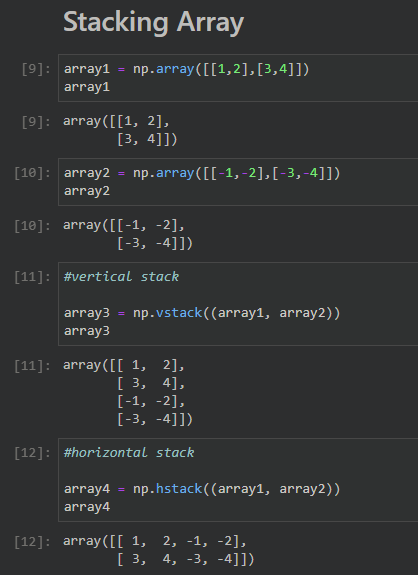 Stacking Array
[9]: array1 = np.array([[1,2],[3,4]])
array1
[9]: array([[1, 2],
[3, 4]])
[10]: array2 = np.array([[-1,-2],[-3,-4]])
array2
[10]: array([[-1, -2],
[-3, -4]])
[11]: #vertical stack
array3 = np.vstack((array1, array2))
array3
[11]: array([[ 1,  2],
[ 3,  4],
[-1, -2],
[-3, -4]])
[12]: #horizontal stack
array4 = np.hstack((array1, array2))
array4
[12]: array([[ 1,  2, -1, -2],
[ 3,  4, -3, -4]])